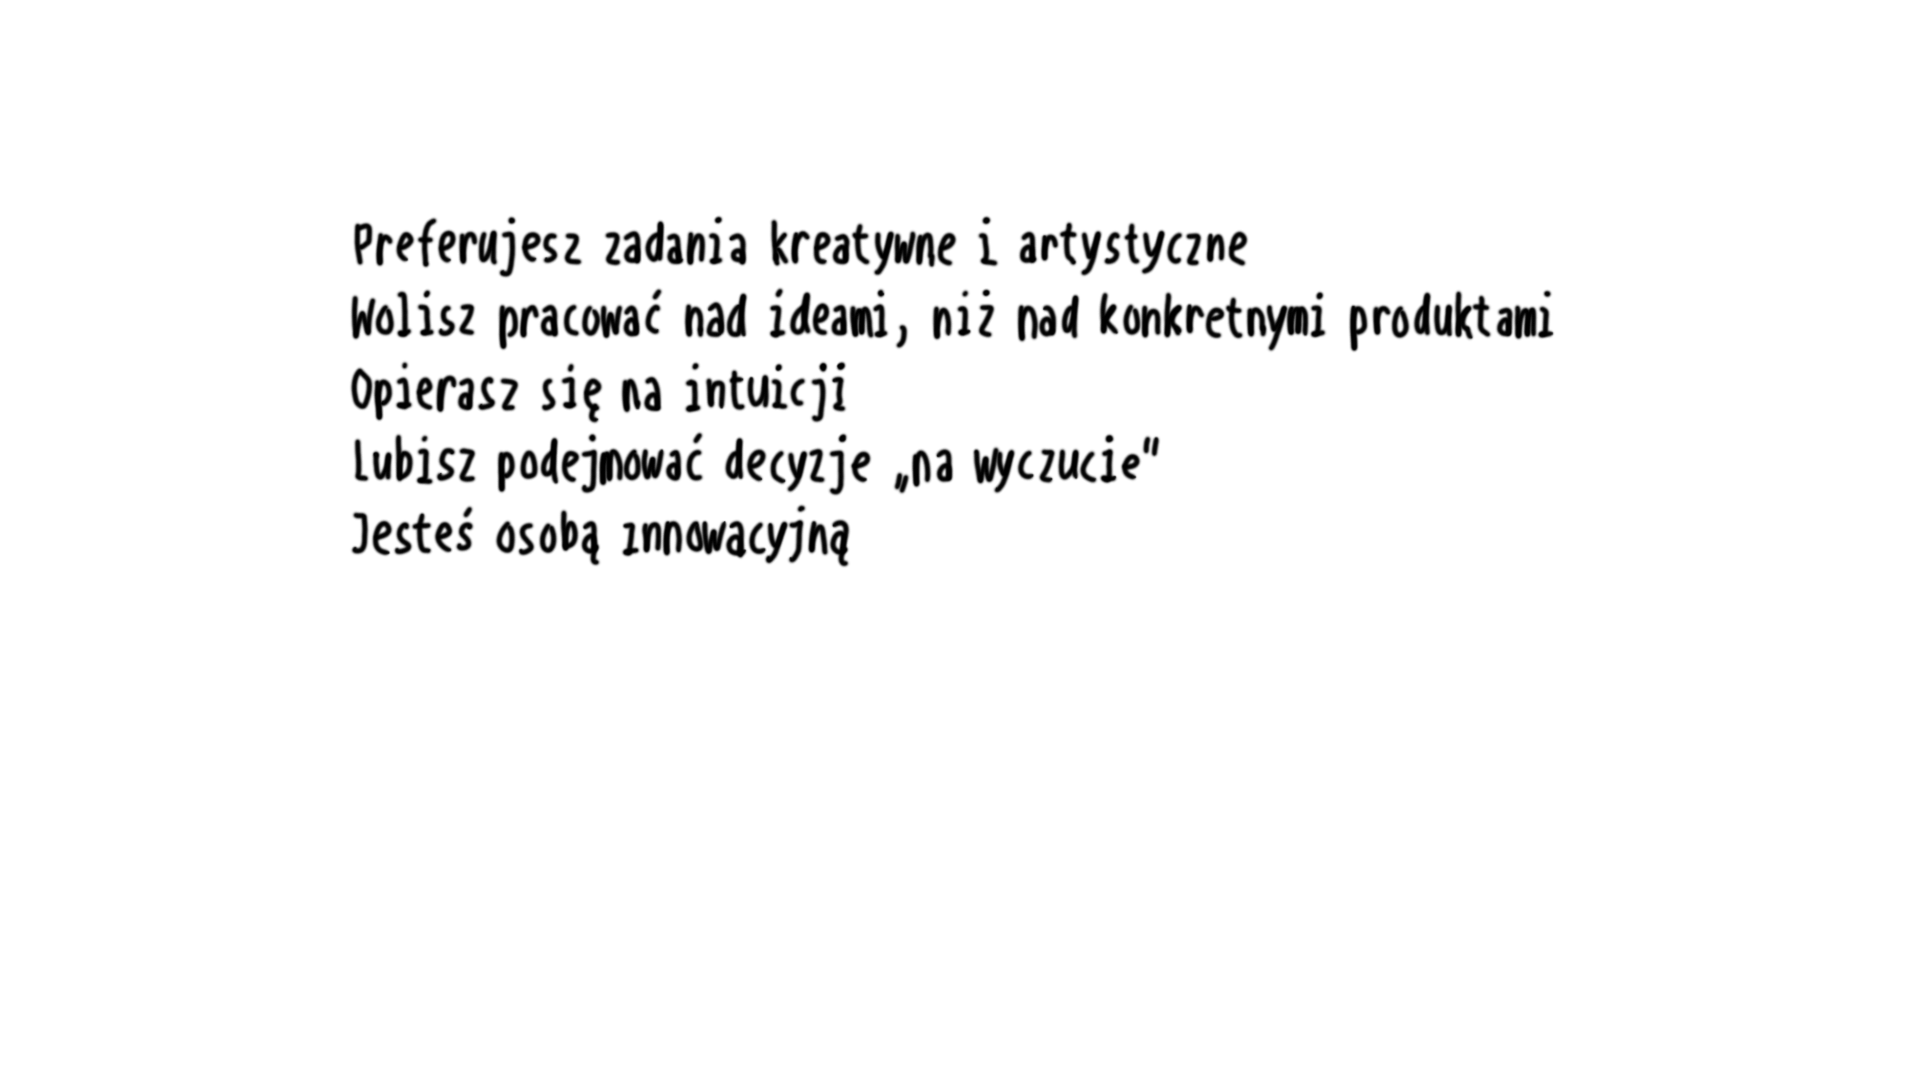 Preferujesz zadania kreatywne i artystyczne
Wolisz pracować nad ideami, niż nad konkretnymi produktami
Opierasz się na intuicji
Lubisz podejmować decyzje „na wyczucie"
Jesteś osobą innowacyjną